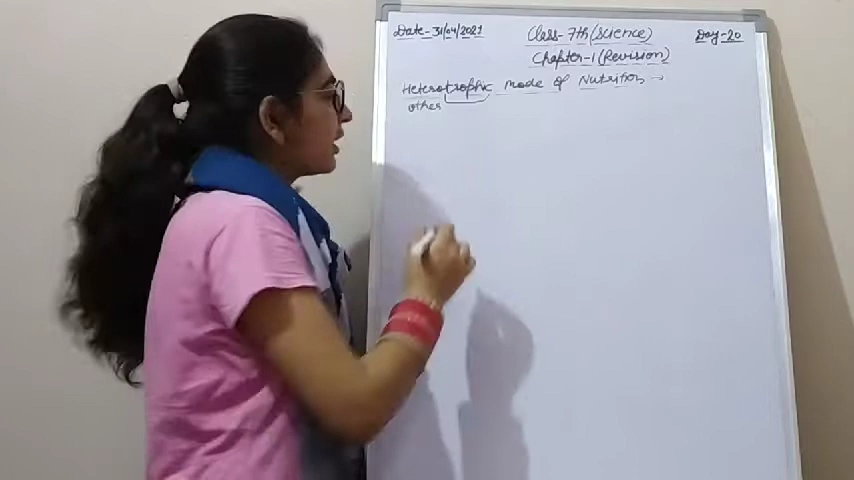 Date-31/04/2021 Class-7th(Science) Day-20
Chapter-1(Revision)
Heterotrophic mode of Nutrition →
other